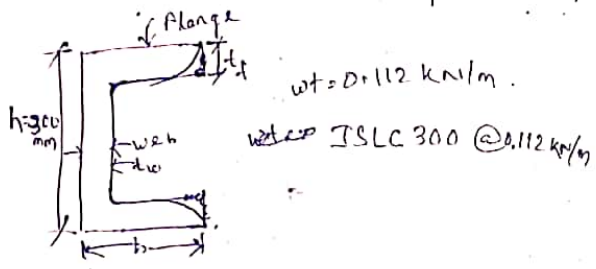 Flange
tf
h=300
mm
web
tw
b
wt = 0.112 kN/m.
ISLC 300 @0.112 kN/m